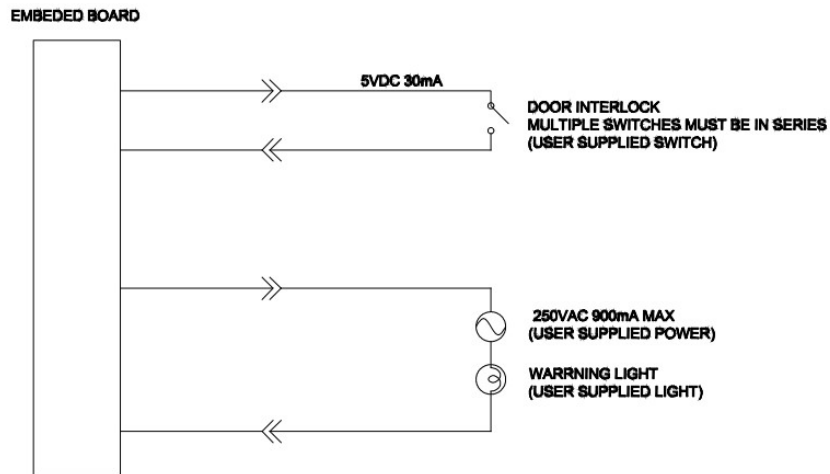 EMBEDED BOARD
5VDC 30mA
DOOR INTERLOCK
MULTIPLE SWITCHES MUST BE IN SERIES
(USER SUPPLIED SWITCH)
250VAC 900mA MAX
(USER SUPPLIED POWER)
WARRNING LIGHT
(USER SUPPLIED LIGHT)